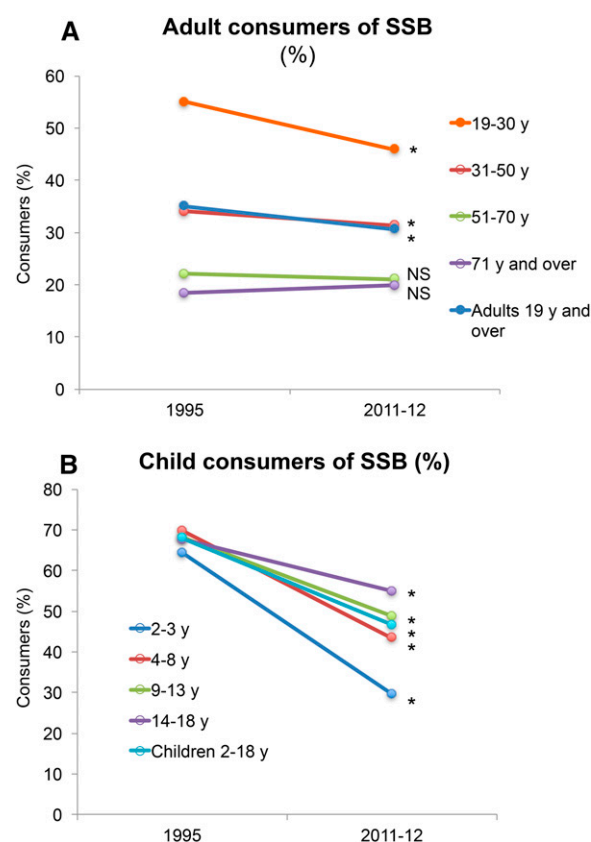 A
Adult consumers of SSB
(%)
60
50
40
30
20
10
0
Consumers (%)
1995
2011-12
*
*
*
NS
NS
19-30 y
31-50 y
51-70 y
71 y and over
Adults 19 y and
over
B
Child consumers of SSB (%)
80
70
60
50
40
30
20
10
0
Consumers (%)
1995
2011-12
*
*
*
*
*
2-3 y
4-8 y
9-13 y
14-18 y
Children 2-18 y